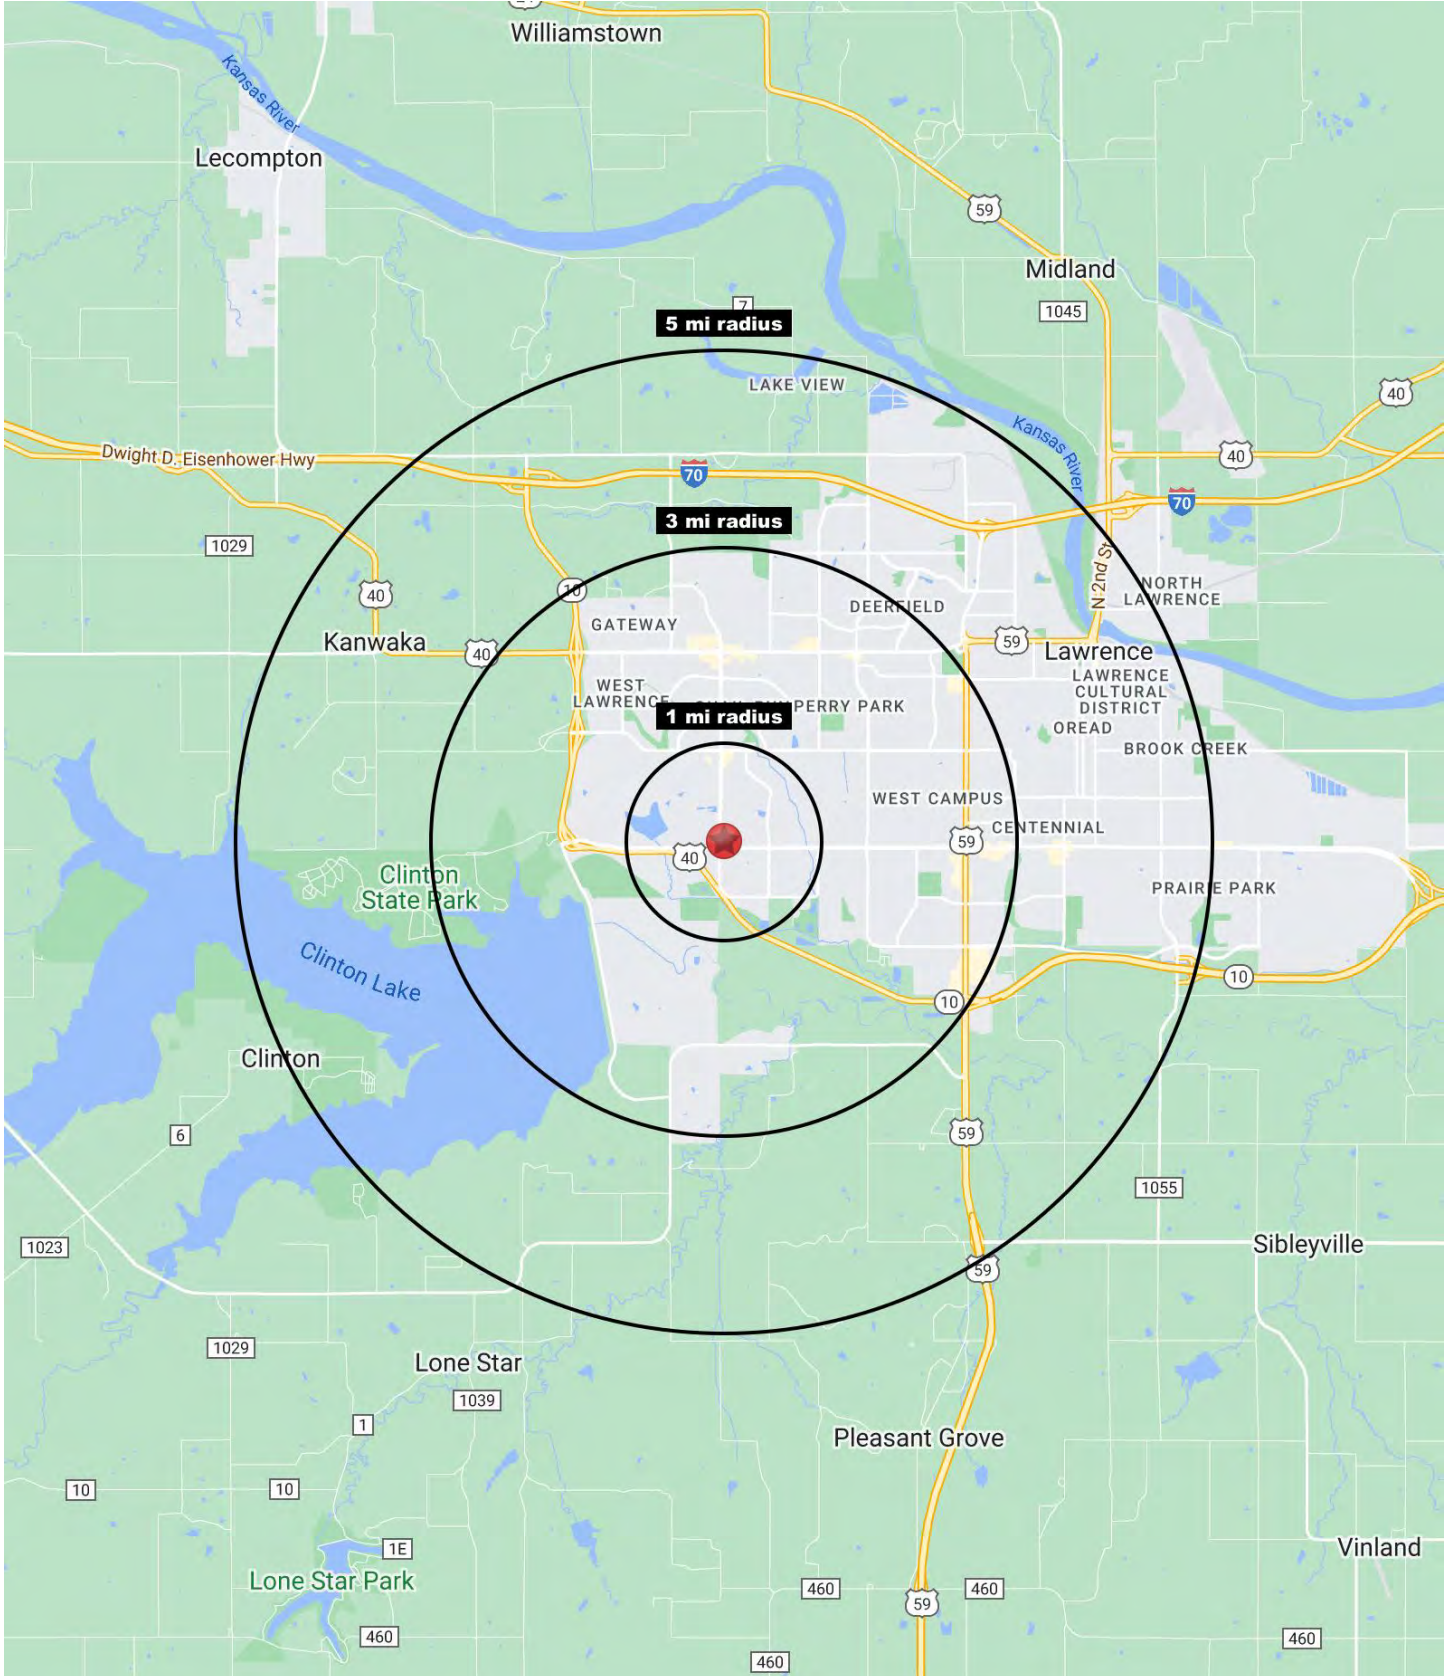 Williamstown
Kansas River
Lecompton
59
Midland
7
1045
5 mi radius
LAKE VIEW
40
Kansas River
Dwight D. Eisenhower Hwy
40
70
70
3 mi radius
1029
10
40
NORTH
LAWRENCE
N 2nd St
DEERFIELD
GATEWAY
Kanwaka
40
59
Lawrence
LAWRENCE
CULTURAL
DISTRICT
WEST
LAWRENCE
PERRY PARK
1 mi radius
OREAD
BROOK CREEK
WEST CAMPUS
CENTENNIAL
59
40
Clinton
State Park
PRAIRIE PARK
Clinton Lake
10
10
Clinton
6
59
1055
1023
Sibleyville
59
1029
Lone Star
1039
1
Pleasant Grove
10
10
1E
Vinland
Lone Star Park
460
460
59
460
460
460